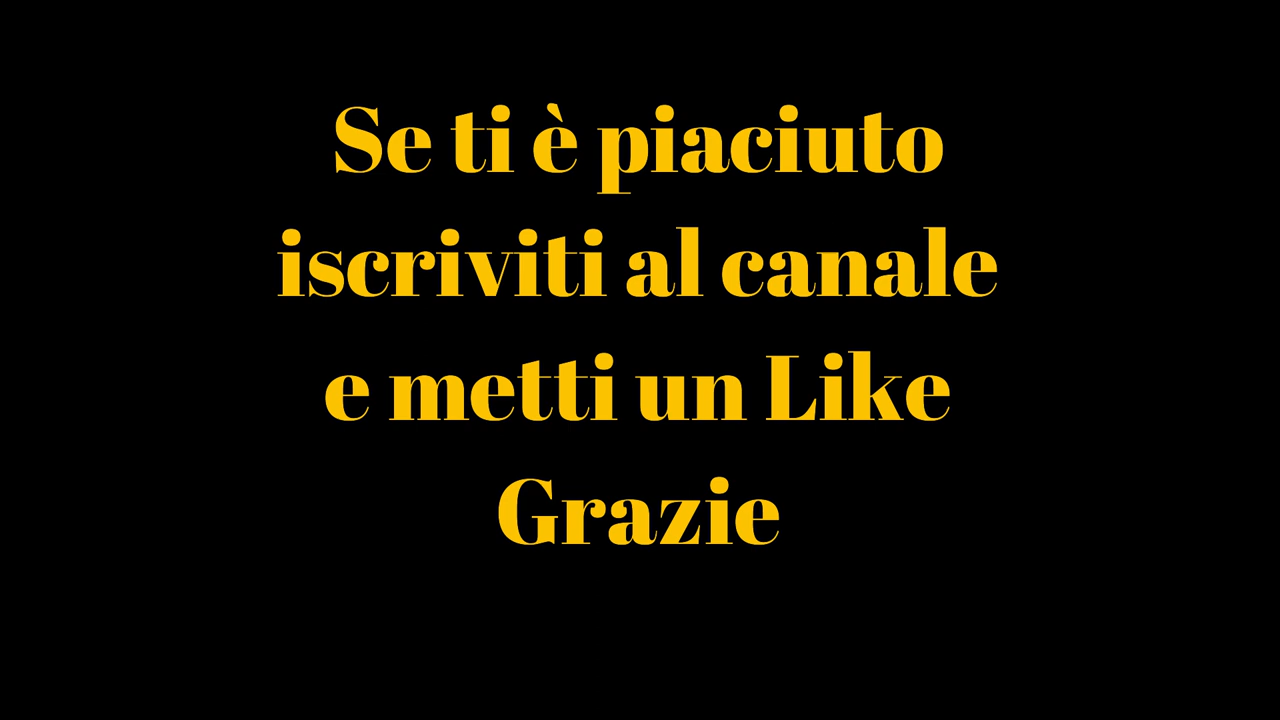 Se ti è piaciuto
iscriviti al canale
e metti un Like
Grazie